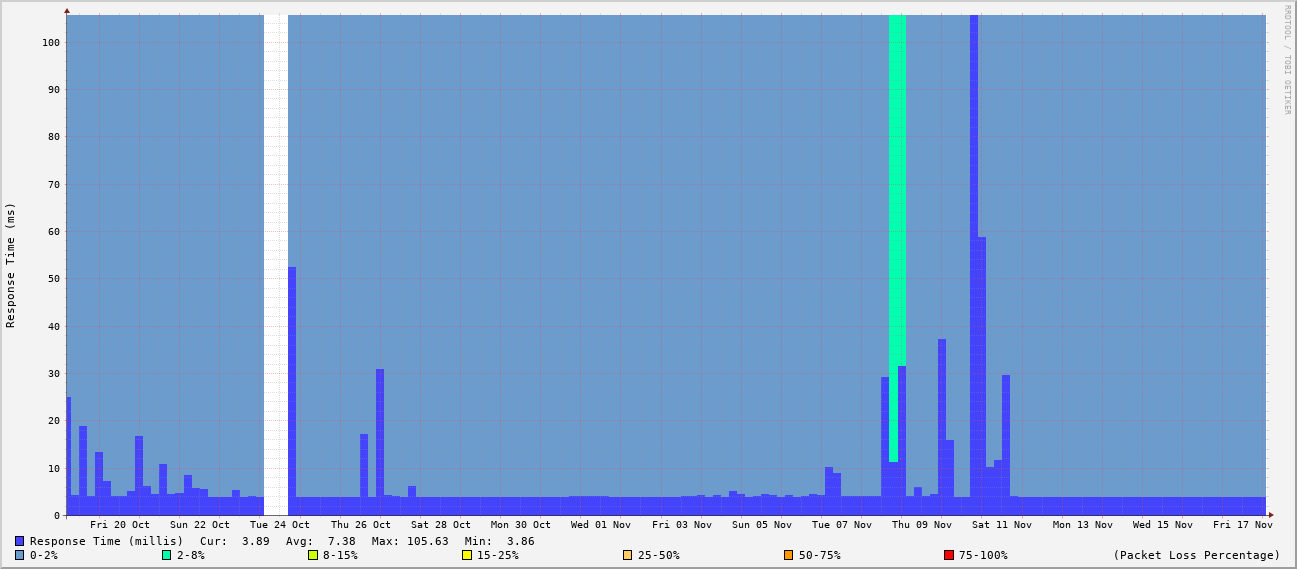 RRDTOOL / TOBI OETIKER
Response Time (ms)
100
90
80
70
60
50
40
30
20
10
0
Fri 20 Oct Sun 22 Oct Tue 24 Oct Thu 26 Oct Sat 28 Oct Mon 30 Oct Wed 01 Nov Fri 03 Nov Sun 05 Nov Tue 07 Nov Thu 09 Nov Sat 11 Nov Mon 13 Nov Wed 15 Nov Fri 17 Nov
Response Time (millis) Cur: 3.89 Avg: 7.38 Max: 105.63 Min: 3.86
0-2% 2-8% 8-15% 15-25% 25-50% 50-75% 75-100% (Packet Loss Percentage)